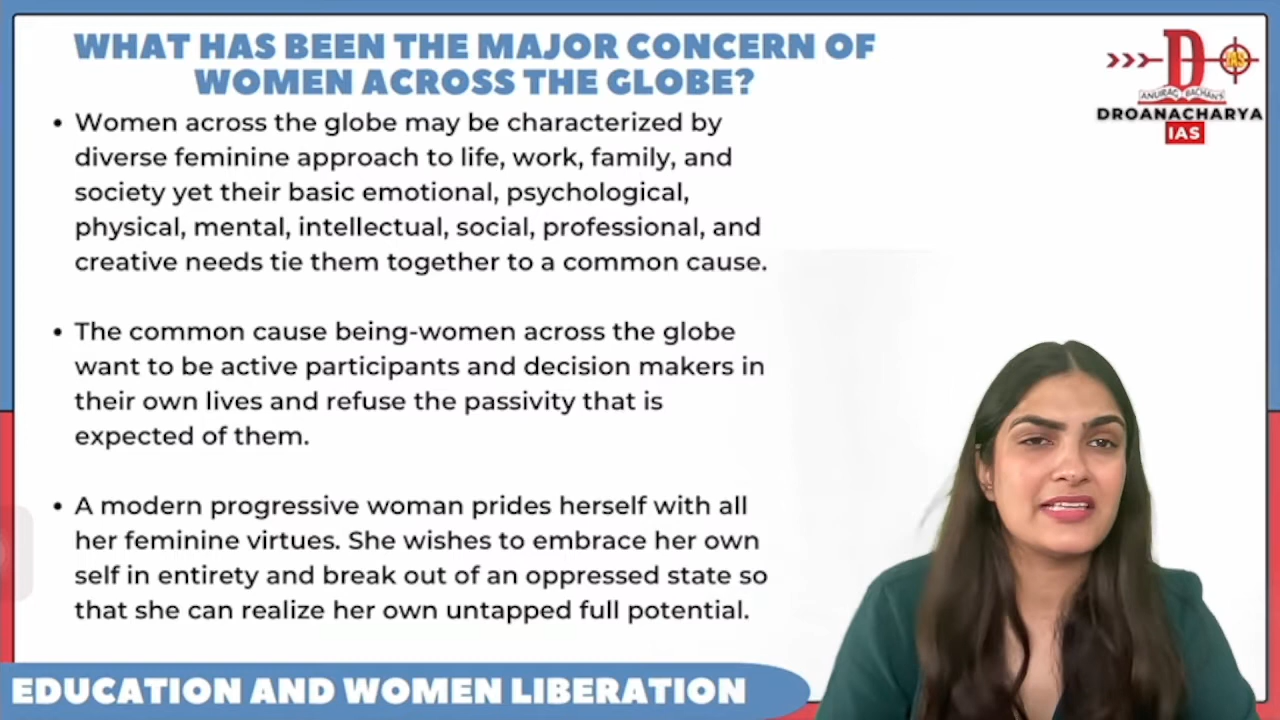 WHAT HAS BEEN THE MAJOR CONCERN OF
WOMEN ACROSS THE GLOBE?
• Women across the globe may be characterized by
diverse feminine approach to life, work, family, and
society yet their basic emotional, psychological,
physical, mental, intellectual, social, professional, and
creative needs tie them together to a common cause.
• The common cause being-women across the globe
want to be active participants and decision makers in
their own lives and refuse the passivity that is
expected of them.
• A modern progressive woman prides herself with all
her feminine virtues. She wishes to embrace her own
self in entirety and break out of an oppressed state so
that she can realize her own untapped full potential.
EDUCATION AND WOMEN LIBERATION
D
IAS
ANURAG BACHAN'S
DROANACHARYA
IAS